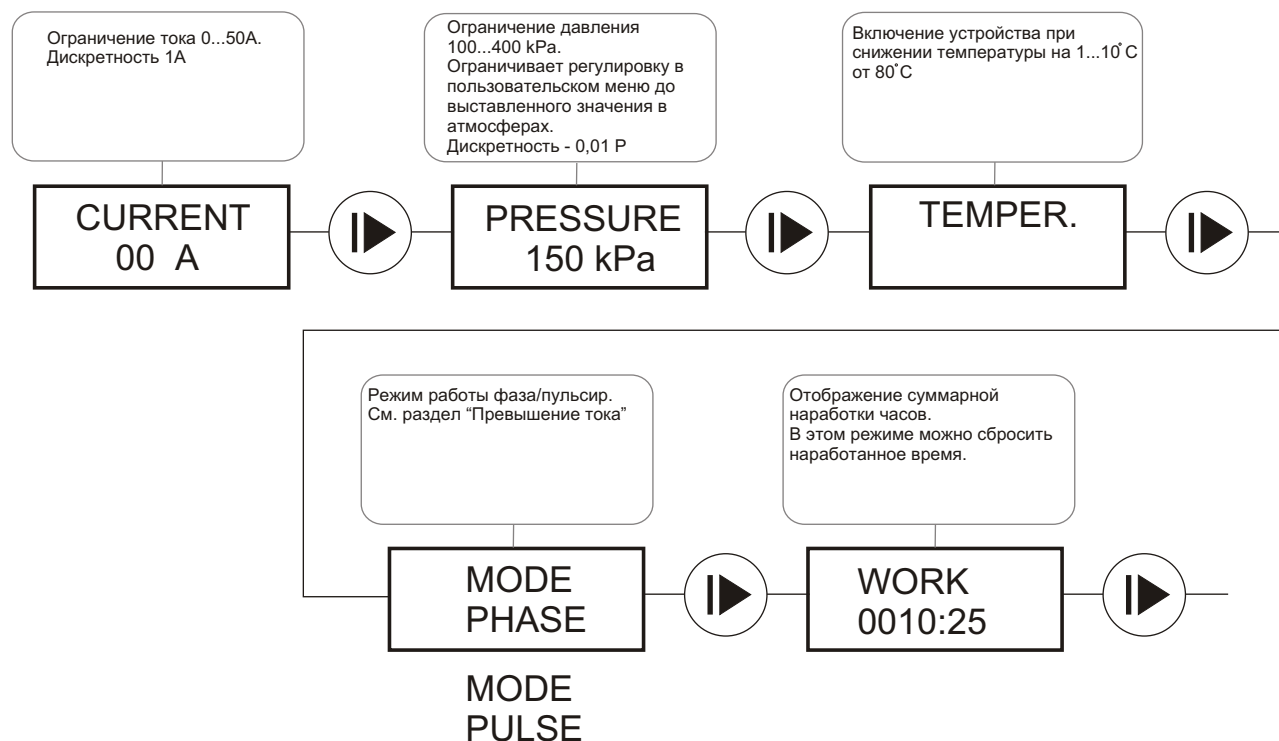 Ограничение тока 0...50А.
Дискретность 1А
Ограничение давления
100...400 kPa.
Ограничивает регулировку в
пользовательском меню до
выставленного значения в
атмосферах.
Дискретность - 0,01 Р
Включение устройства при
снижении температуры на 1...10°С
от 80°С
CURRENT
00 A
PRESSURE
150 kPa
TEMPER.
Режим работы фаза/пульсир.
См. раздел “Превышение тока”
Отображение суммарной
наработки часов.
В этом режиме можно сбросить
наработанное время.
MODE
PHASE
WORK
0010:25
MODE
PULSE